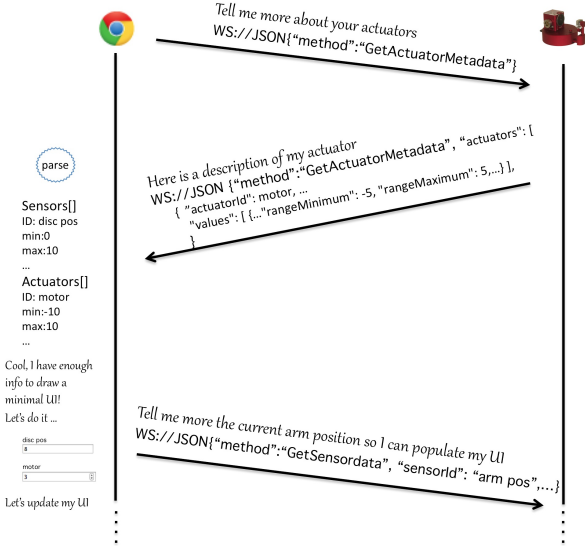 Tell me more about your actuators
WS://JSON{“method”:“GetActuatorMetadata”}
parse
Here is a description of my actuator
WS://JSON {“method”:“GetActuatorMetadata”, “actuators": [
{ "actuatorId": motor, ...
"values": [ {..."rangeMinimum": -5, "rangeMaximum": 5,...} ],
}
Sensors[]
ID: disc pos
min:0
max:10
...
Actuators[]
ID: motor
min:-10
max:10
...
Cool, I have enough
info to draw a
minimal UI!
Let's do it ...
disc pos
8
motor
3
Let's update my UI
Tell me more the current arm position so I can populate my UI
WS://JSON{“method”:“GetSensordata”, “sensorId”: “arm pos”,...}